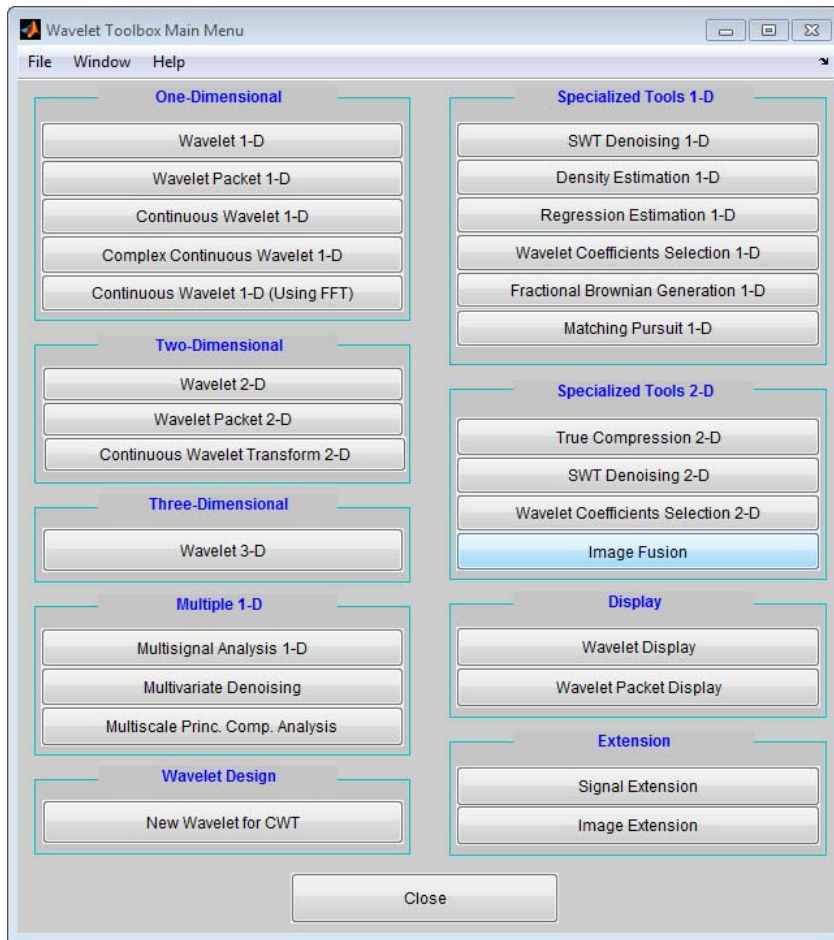 Wavelet Toolbox Main Menu
File Window Help
One-Dimensional
Wavelet 1-D
Wavelet Packet 1-D
Continuous Wavelet 1-D
Complex Continuous Wavelet 1-D
Continuous Wavelet 1-D (Using FFT)
Two-Dimensional
Wavelet 2-D
Wavelet Packet 2-D
Continuous Wavelet Transform 2-D
Three-Dimensional
Wavelet 3-D
Multiple 1-D
Multisignal Analysis 1-D
Multivariate Denoising
Multiscale Princ. Comp. Analysis
Wavelet Design
New Wavelet for CWT
Specialized Tools 1-D
SWT Denoising 1-D
Density Estimation 1-D
Regression Estimation 1-D
Wavelet Coefficients Selection 1-D
Fractional Brownian Generation 1-D
Matching Pursuit 1-D
Specialized Tools 2-D
True Compression 2-D
SWT Denoising 2-D
Wavelet Coefficients Selection 2-D
Image Fusion
Display
Wavelet Display
Wavelet Packet Display
Extension
Signal Extension
Image Extension
Close